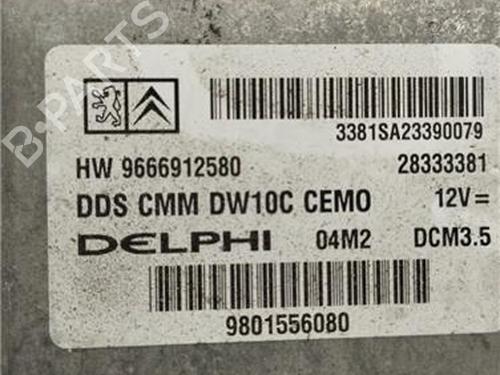 B-PARTS
3381SA23390079
HW 9666912580 28333381
DDS CMM DW10C CEMO 12V =
DELPHI 04M2 DCM3.5
9801556080